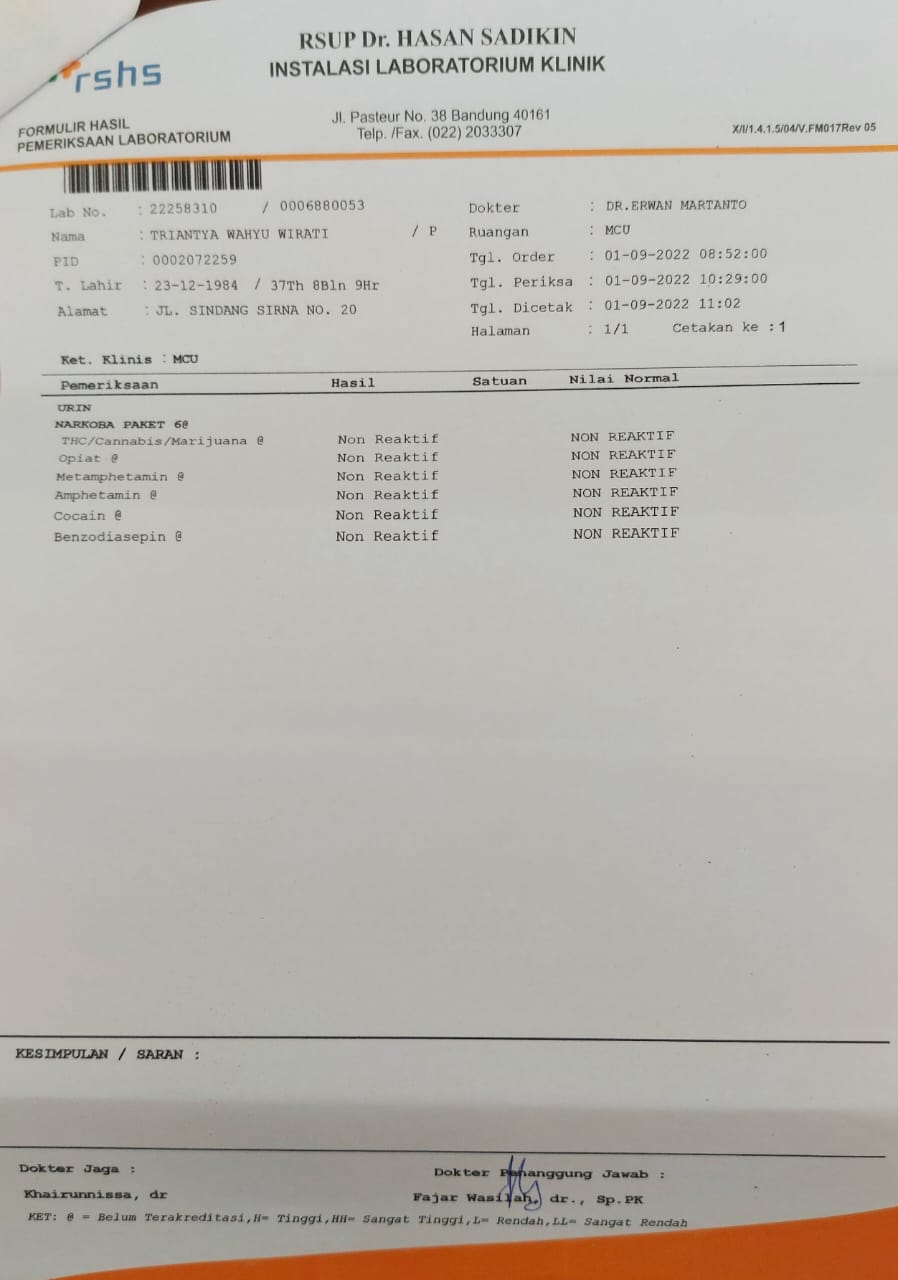 rshs
RSUP Dr. HASAN SADIKIN
INSTALASI LABORATORIUM KLINIK
Jl. Pasteur No. 38 Bandung 40161
Telp. /Fax. (022) 2033307
FORMULIR HASIL
PEMERIKSAAN LABORATORIUM
X/I/1.4.1.5/04/V.FM017Rev 05
Lab No. : 22258310 / 0006880053
Nama : TRIANTYA WAHYU WIRATI / P
PID : 0002072259
T. Lahir : 23-12-1984 / 37Th 8Bln 9Hr
Alamat : JL. SINDANG SIRNA NO. 20
Dokter : DR.ERWAN MARTANTO
Ruangan : MCU
Tgl. Order : 01-09-2022 08:52:00
Tgl. Periksa : 01-09-2022 10:29:00
Tgl. Dicetak : 01-09-2022 11:02
Halaman : 1/1 Cetakan ke : 1
Ket. Klinis : MCU
Pemeriksaan Hasil Satuan Nilai Normal
URIN
NARKOBA PAKET 6@
THC/Cannabis/Marijuana @ Non Reaktif NON REAKTIF
Opiat @ Non Reaktif NON REAKTIF
Metamphetamin @ Non Reaktif NON REAKTIF
Amphetamin @ Non Reaktif NON REAKTIF
Cocain @ Non Reaktif NON REAKTIF
Benzodiasepin @ Non Reaktif NON REAKTIF
KESIMPULAN / SARAN :
Dokter Jaga :
Khairunnissa, dr
Dokter Penanggung Jawab :
Fajar Wasilah, dr., Sp.PK
KET: @ = Belum Terakreditasi,H= Tinggi,HH= Sangat Tinggi,L= Rendah,LL= Sangat Rendah